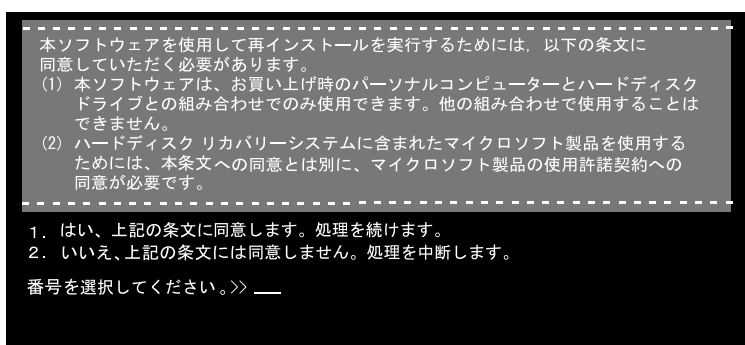 本ソフトウェアを使用して再インストールを実行するためには, 以下の条文に
同意していただく必要があります。
(1) 本ソフトウェアは、お買い上げ時のパーソナルコンピューターとハードディスク
ドライブとの組み合わせでのみ使用できます。他の組み合わせで使用することは
できません。
(2) ハードディスク リカバリーシステムに含まれたマイクロソフト製品を使用する
ためには、本条文への同意とは別に、マイクロソフト製品の使用許諾契約への
同意が必要です。
1. はい、上記の条文に同意します。処理を続けます。
2. いいえ、上記の条文には同意しません。処理を中断します。
番号を選択してください。>> __